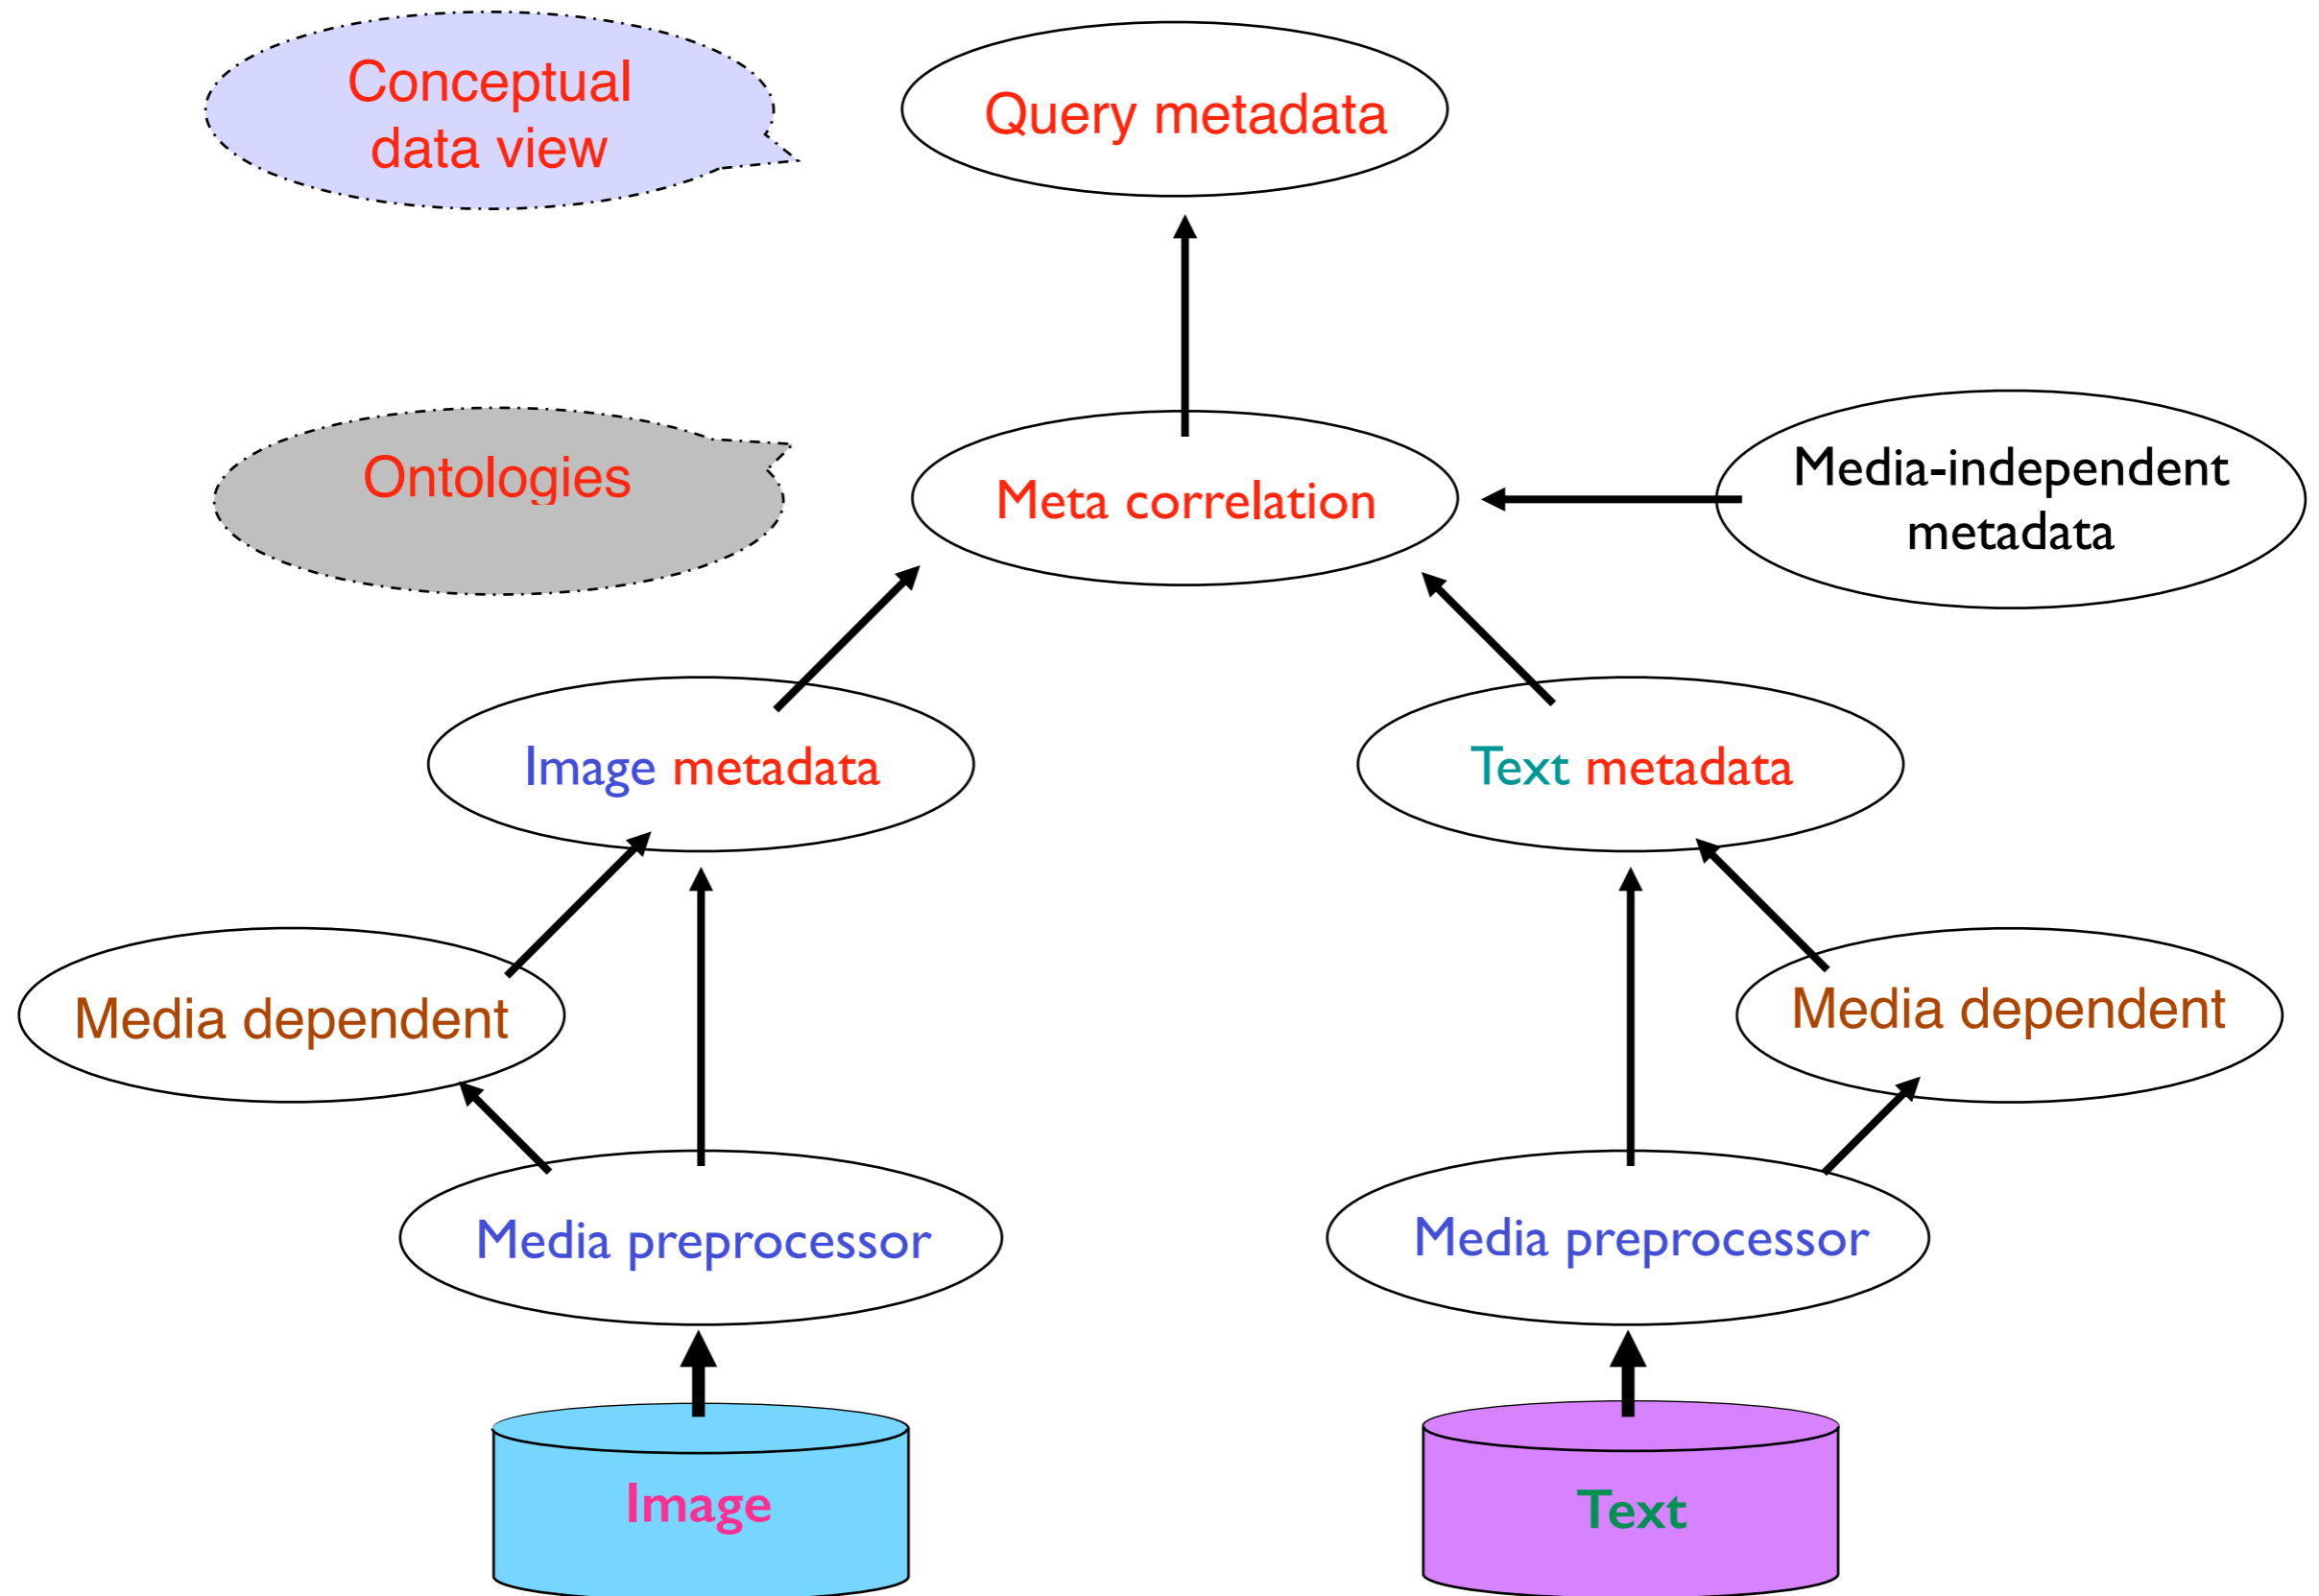 Conceptual
data view
Query metadata
Ontologies
Meta correlation
Media-independent
metadata
Image metadata
Text metadata
Media dependent
Media dependent
Media preprocessor
Media preprocessor
Image
Text